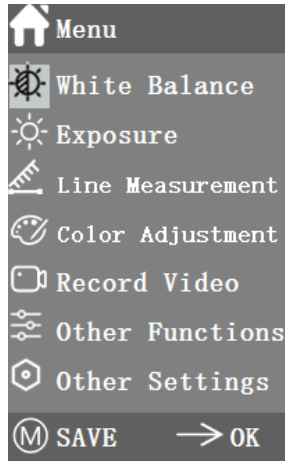 Menu
White Balance
Exposure
Line Measurement
Color Adjustment
Record Video
Other Functions
Other Settings
M SAVE → OK